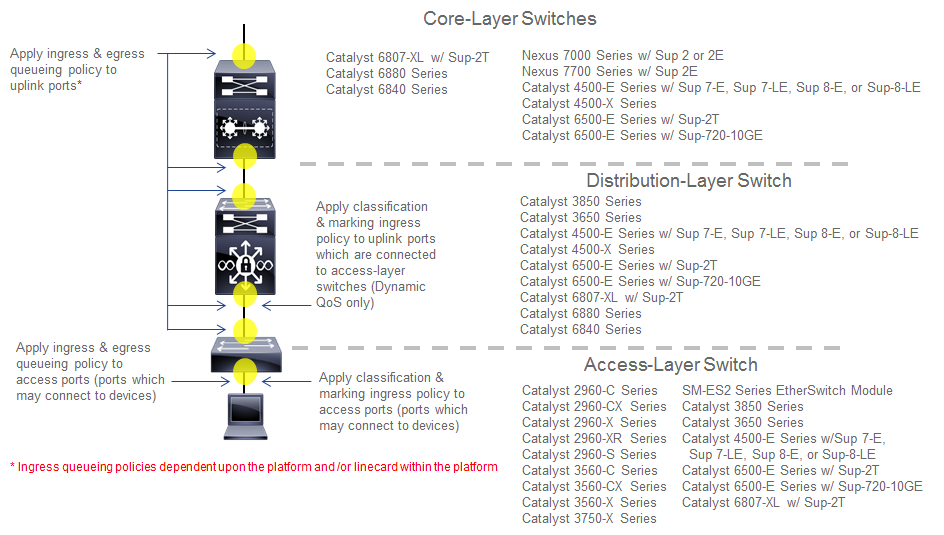 Core-Layer Switches
Apply ingress & egress
queueing policy to
uplink ports*
Catalyst 6807-XL w/ Sup-2T
Catalyst 6880 Series
Catalyst 6840 Series
Nexus 7000 Series w/ Sup 2 or 2E
Nexus 7700 Series w/ Sup 2E
Catalyst 4500-E Series w/ Sup 7-E, Sup 7-LE, Sup 8-E, or Sup-8-LE
Catalyst 4500-X Series
Catalyst 6500-E Series w/ Sup-2T
Catalyst 6500-E Series w/ Sup-720-10GE
Distribution-Layer Switch
Apply classification
& marking ingress
policy to uplink ports
which are connected
to access-layer
switches (Dynamic
QoS only)
Catalyst 3850 Series
Catalyst 3650 Series
Catalyst 4500-E Series w/ Sup 7-E, Sup 7-LE, Sup 8-E, or Sup-8-LE
Catalyst 4500-X Series
Catalyst 6500-E Series w/ Sup-2T
Catalyst 6500-E Series w/ Sup-720-10GE
Catalyst 6807-XL w/ Sup-2T
Catalyst 6880 Series
Catalyst 6840 Series
Access-Layer Switch
Apply ingress & egress
queueing policy to
access ports (ports which
may connect to devices)
Apply classification &
marking ingress policy to
access ports (ports which
may connect to devices)
Catalyst 2960-C Series
Catalyst 2960-CX Series
Catalyst 2960-X Series
Catalyst 2960-XR Series
Catalyst 2960-S Series
Catalyst 3560-C Series
Catalyst 3560-CX Series
Catalyst 3560-X Series
Catalyst 3750-X Series
SM-ES2 Series EtherSwitch Module
Catalyst 3850 Series
Catalyst 3650 Series
Catalyst 4500-E Series w/Sup 7-E,
Sup 7-LE, Sup 8-E, or Sup-8-LE
Catalyst 6500-E Series w/ Sup-2T
Catalyst 6500-E Series w/ Sup-720-10GE
Catalyst 6807-XL w/ Sup-2T
* Ingress queueing policies dependent upon the platform and /or linecard within the platform